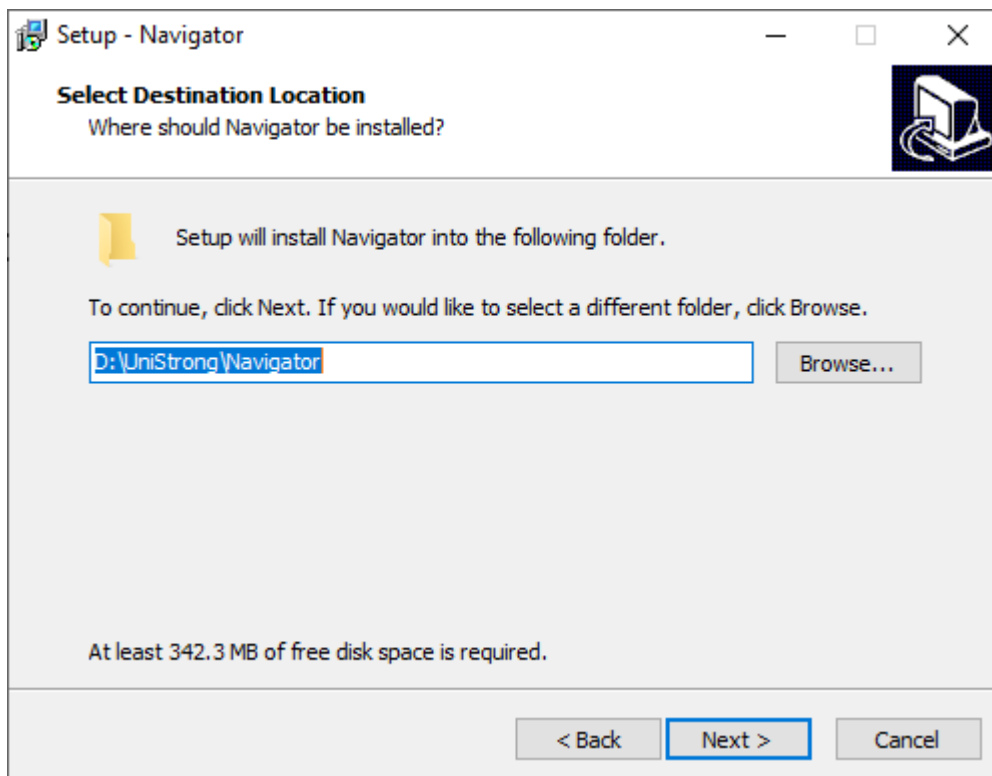 Setup - Navigator
Select Destination Location
Where should Navigator be installed?
Setup will install Navigator into the following folder.
To continue, click Next. If you would like to select a different folder, click Browse.
D:\UniStrong\Navigator
Browse...
At least 342.3 MB of free disk space is required.
< Back
Next >
Cancel